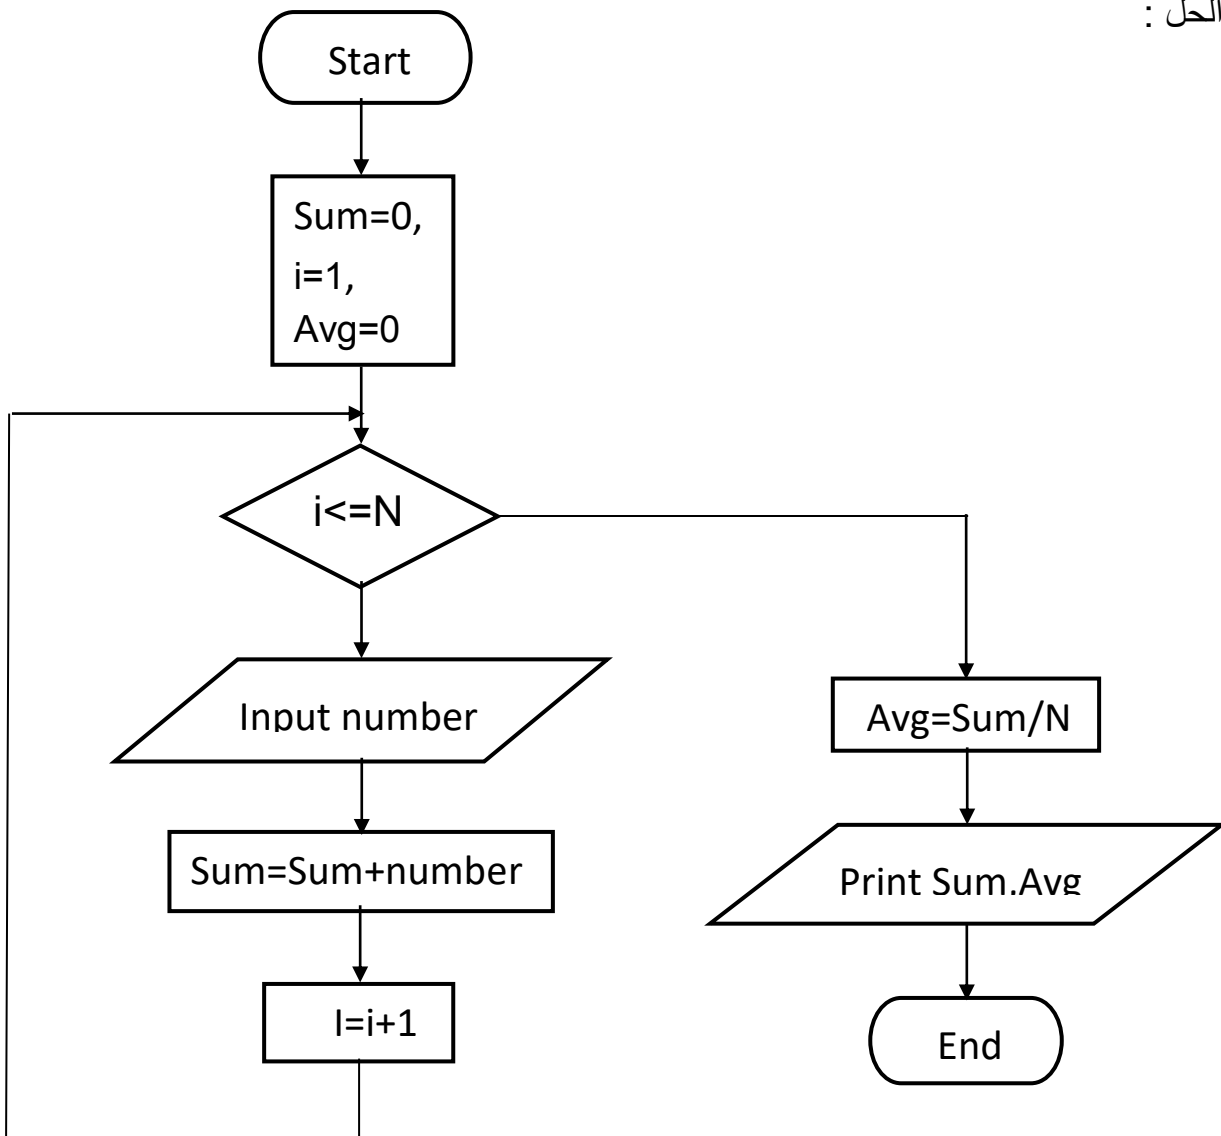 الحل :
Start
Sum=0,
i=1,
Avg=0
i<=N
Input number
Sum=Sum+number
I=i+1
Avg=Sum/N
Print Sum.Avg
End